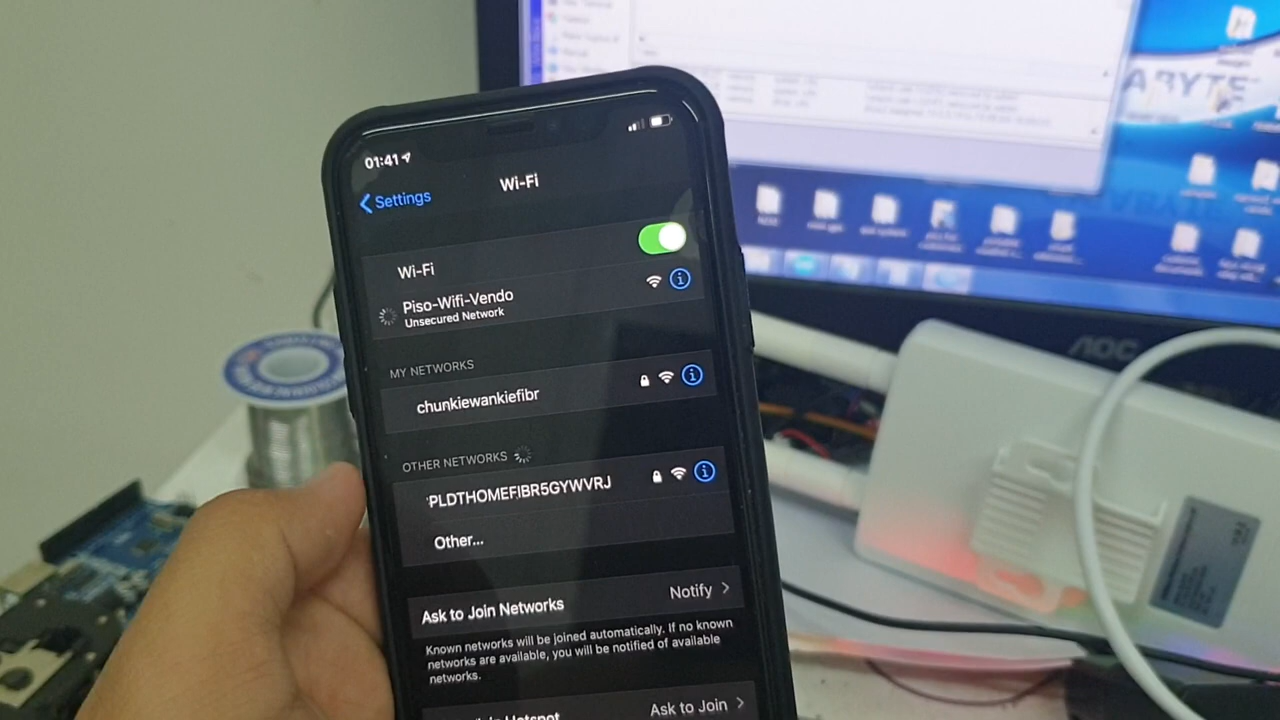 01:41
Settings
Wi-Fi
Wi-Fi
Piso-Wifi-Vendo
Unsecured Network
MY NETWORKS
chunkiewankiefibr
OTHER NETWORKS
PLDTHOMEFIBR5GYWVRJ
Other...
Ask to Join Networks
Notify
Known networks will be joined automatically. If no known
networks are available, you will be notified of available
networks.
Hotspot
Ask to Join
ABYTE
AOC